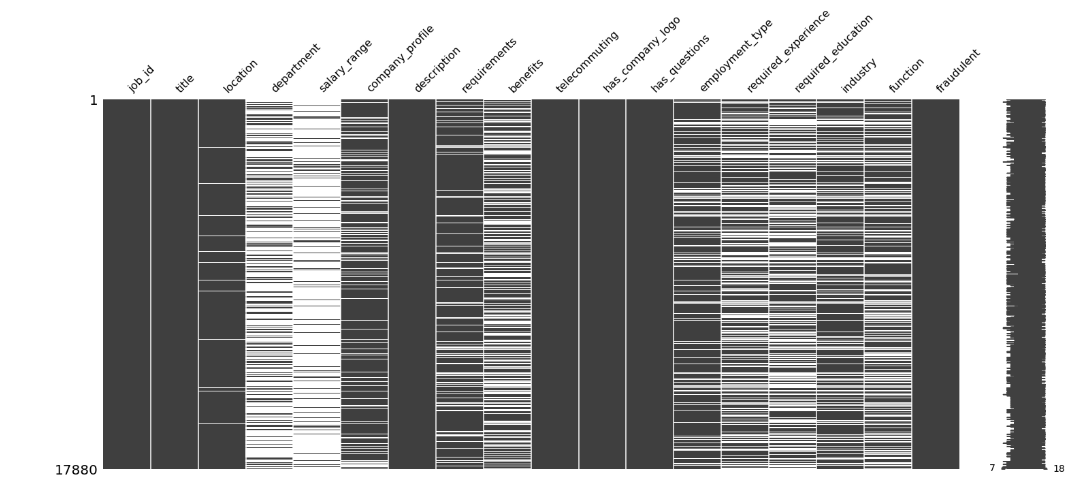 job_id
title
location
department
salary_range
company_profile
description
requirements
benefits
telecommuting
has_company_logo
has_questions
employment_type
required_experience
required_education
industry
function
fraudulent
1
17880
7
18